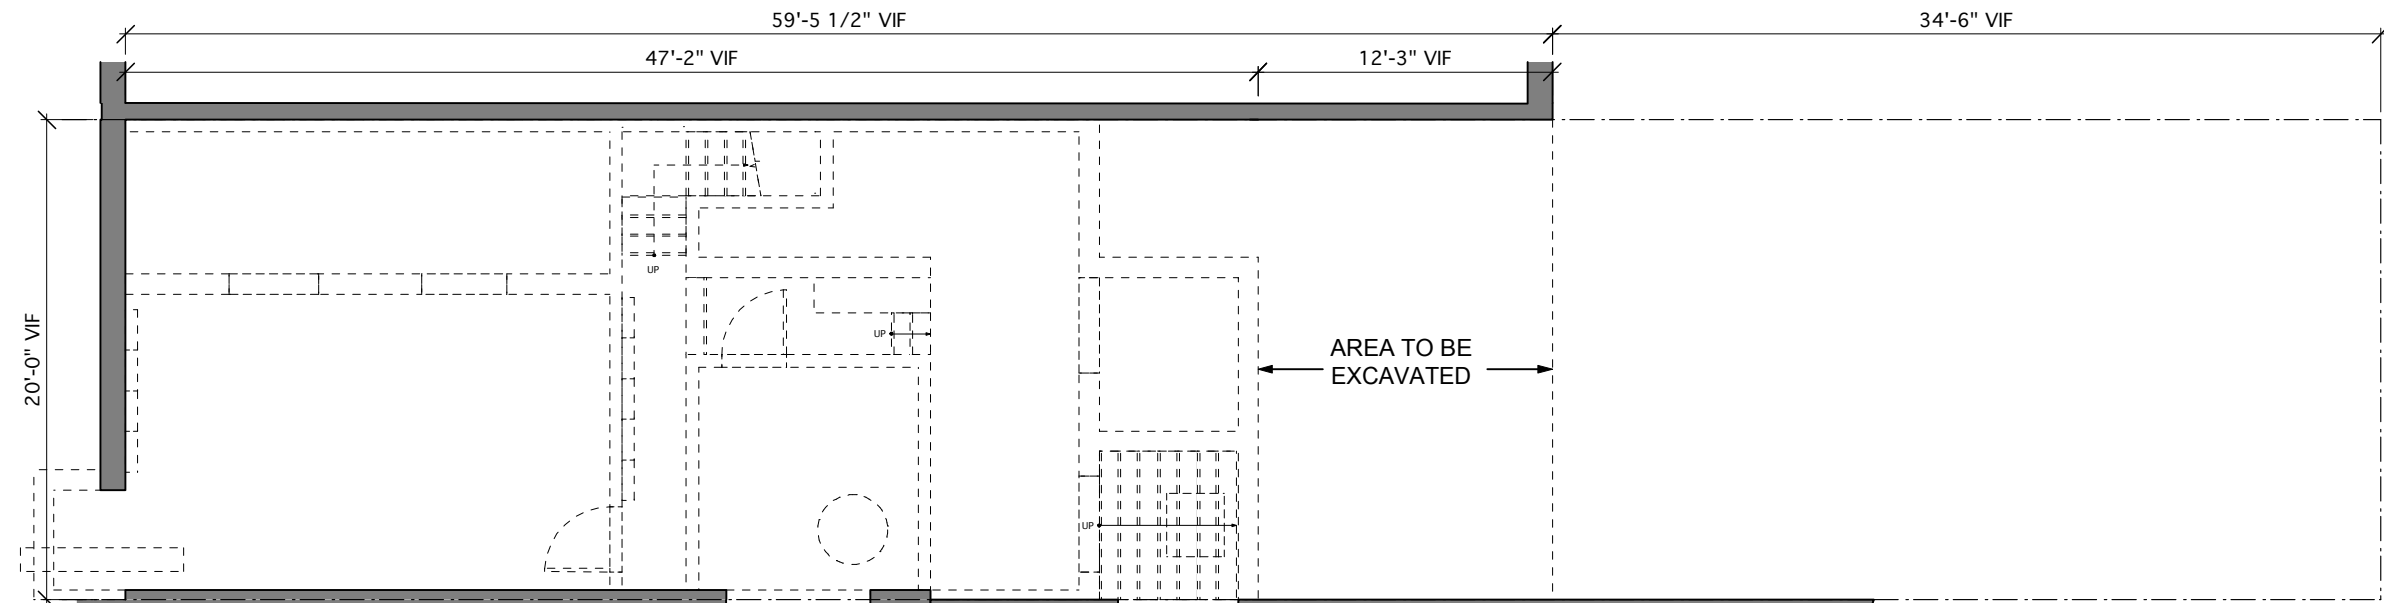 59'-5 1/2" VIF
34'-6" VIF
47'-2" VIF
12'-3" VIF
20'-0" VIF
UP
UP
AREA TO BE
EXCAVATED
UP